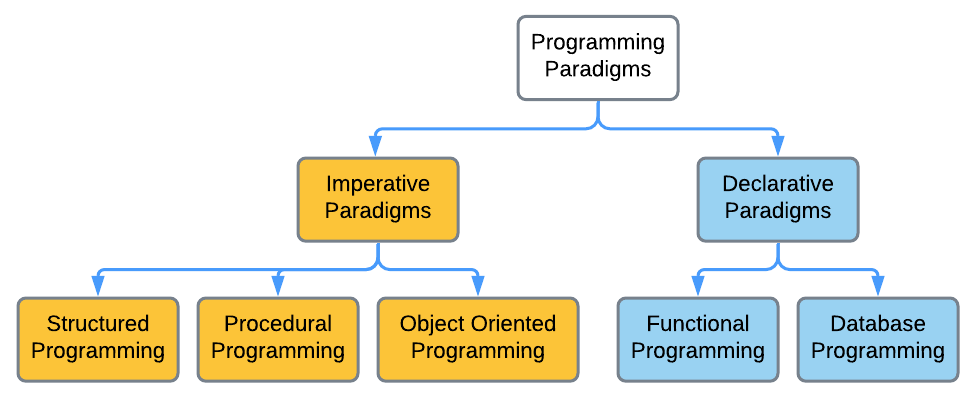 Programming
Paradigms
Imperative
Paradigms
Declarative
Paradigms
Structured
Programming
Procedural
Programming
Object Oriented
Programming
Functional
Programming
Database
Programming